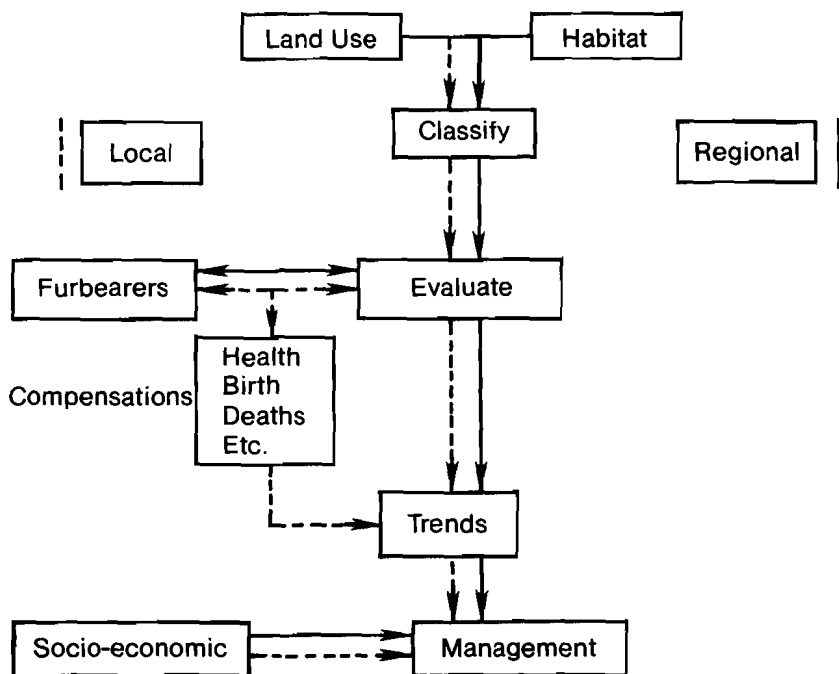 Land Use
Habitat
Classify
Local
Regional
Furbearers
Evaluate
Health
Birth
Compensations
Deaths
Etc.
Trends
Socio-economic
Management